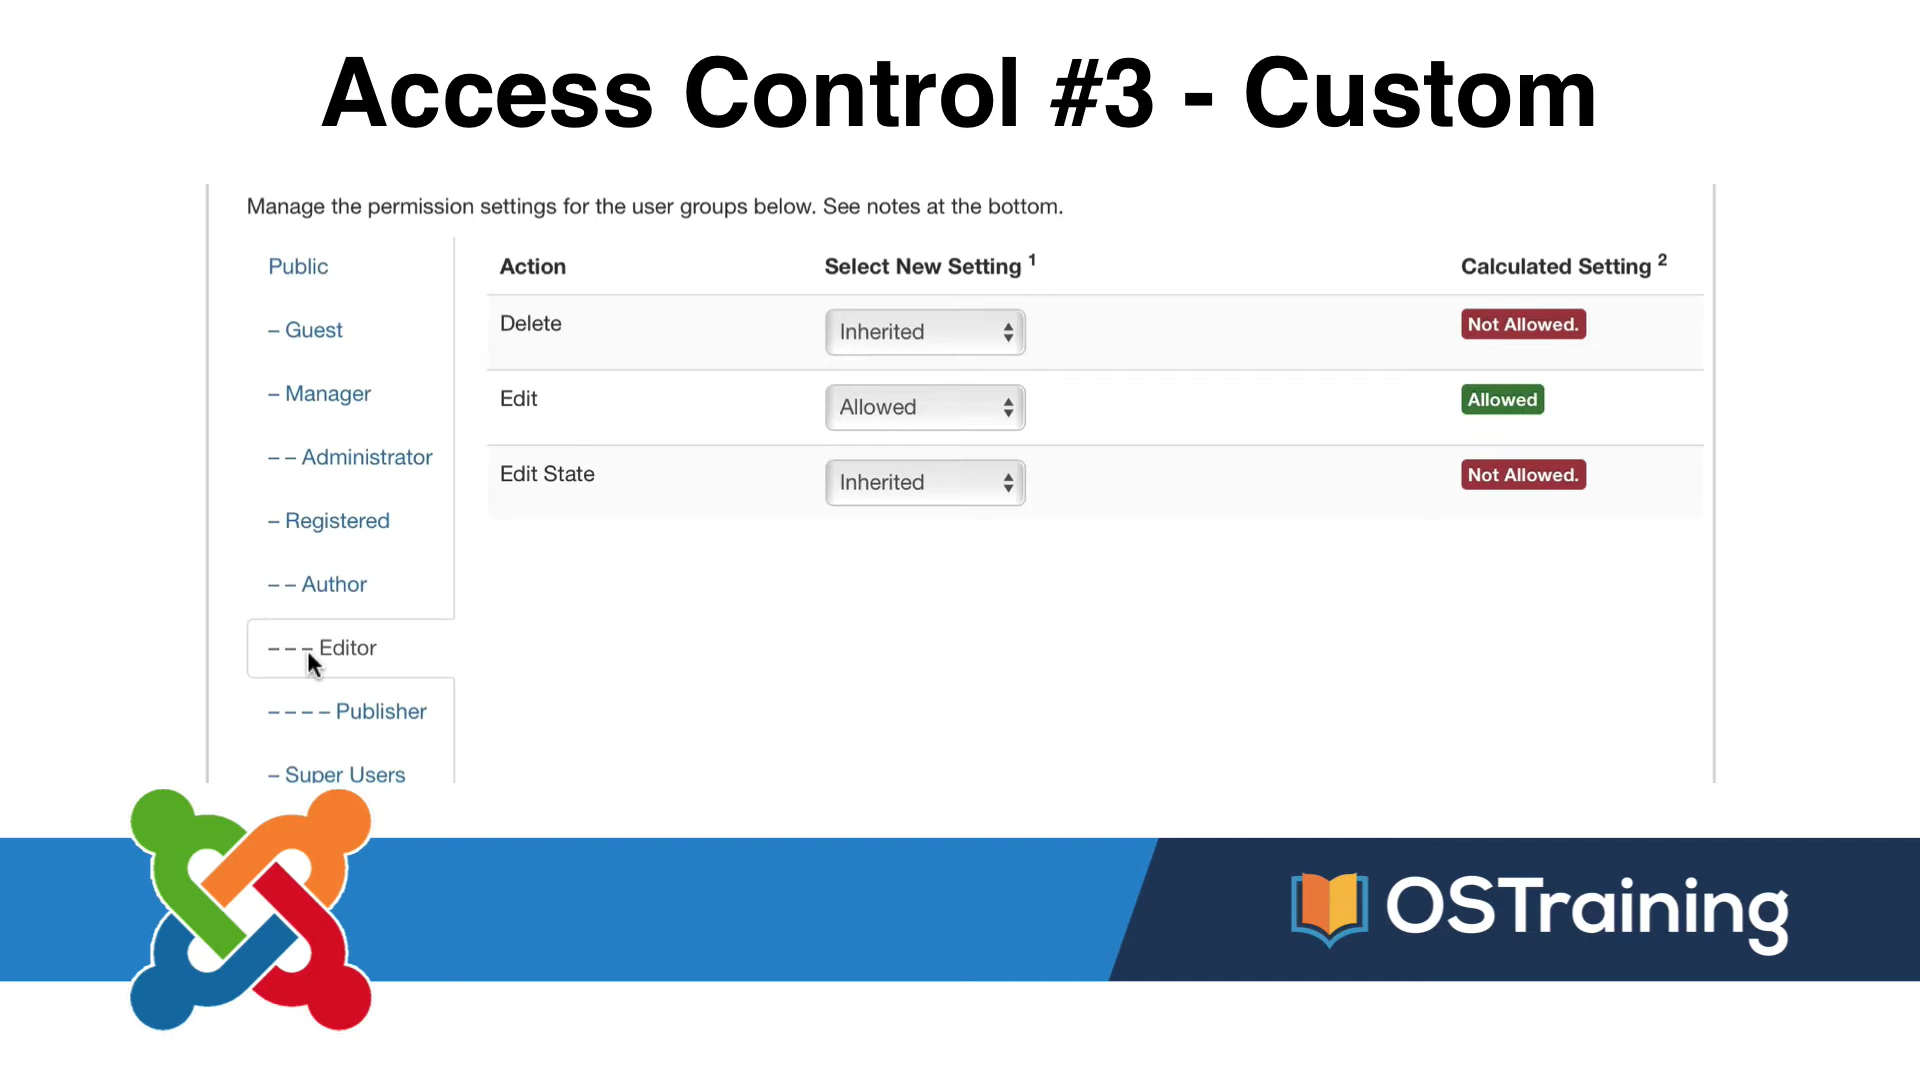 Access Control #3 - Custom
Manage the permission settings for the user groups below. See notes at the bottom.
Public
– Guest
– Manager
– – Administrator
– Registered
– – Author
– – – Editor
– – – – Publisher
– Super Users
Action Select New Setting 1 Calculated Setting 2
Delete Inherited Not Allowed.
Edit Allowed Allowed
Edit State Inherited Not Allowed.
OSTraining